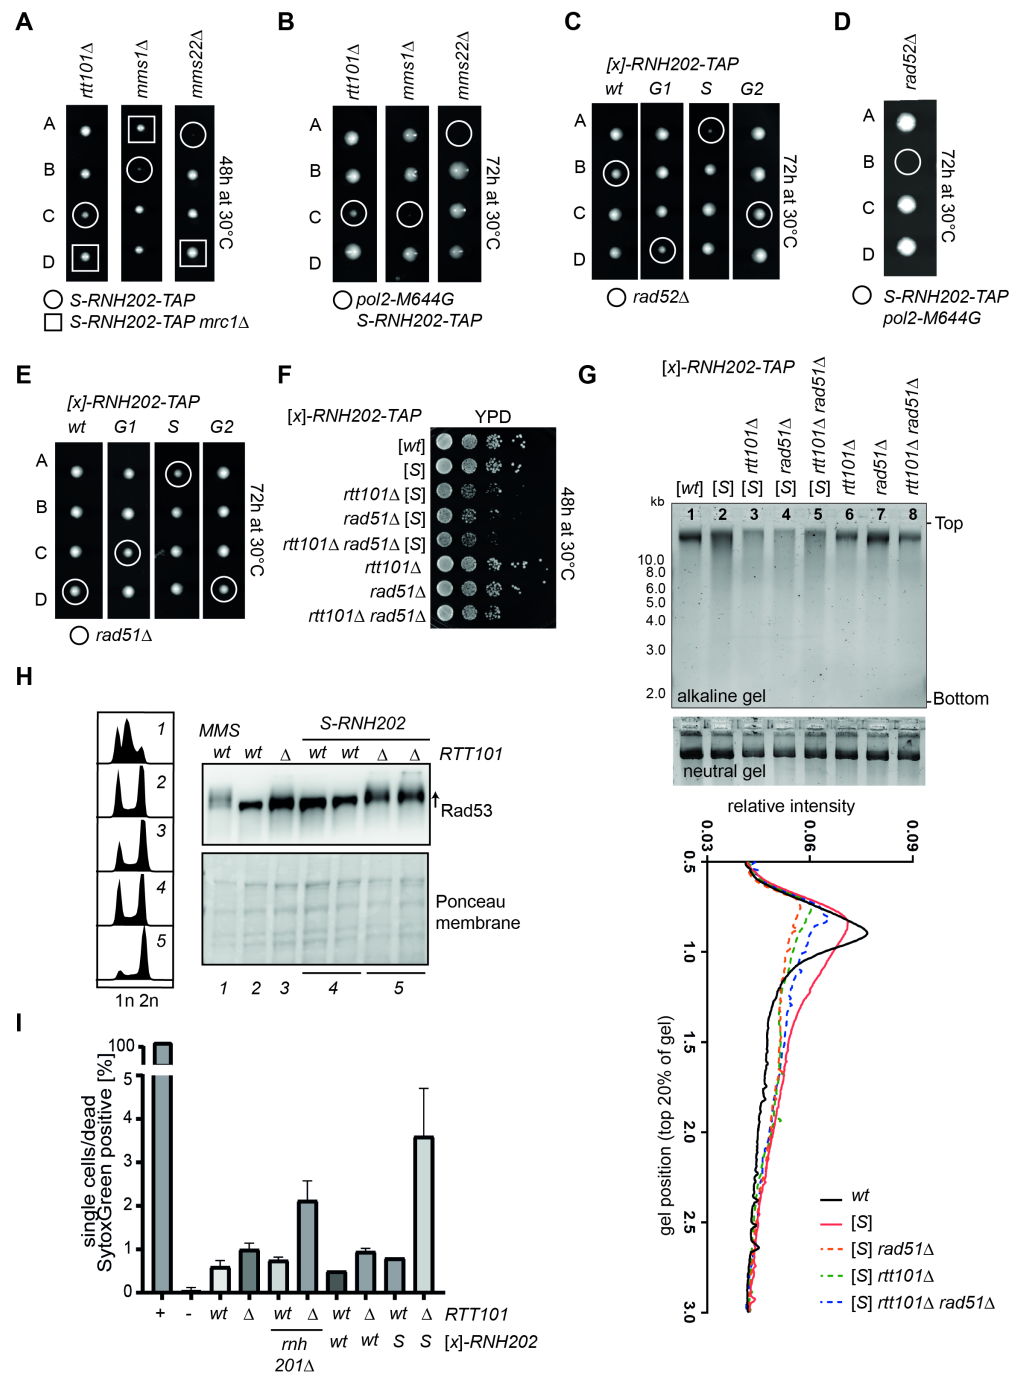 A
rtt101Δ
mms1Δ
mms22Δ
A
B
C
D
48h at 30°C
S-RNH202-TAP
S-RNH202-TAP mrc1Δ
B
rtt101Δ
mms1Δ
mms22Δ
A
B
C
D
72h at 30°C
pol2-M644G
S-RNH202-TAP
C
[x]-RNH202-TAP
wt G1 S G2
A
B
C
D
72h at 30°C
rad52Δ
D
rad52Δ
A
B
C
D
72h at 30°C
S-RNH202-TAP
pol2-M644G
E
[x]-RNH202-TAP
wt G1 S G2
A
B
C
D
72h at 30°C
rad51Δ
F
[x]-RNH202-TAP YPD
[wt]
[S]
rtt101Δ [S]
rad51Δ [S]
rtt101Δ rad51Δ [S]
rtt101Δ
rad51Δ
rtt101Δ rad51Δ
48h at 30°C
G
[x]-RNH202-TAP
[wt]
[S]
[S] rtt101Δ
[S] rad51Δ
[S] rtt101Δ rad51Δ
rtt101Δ
rad51Δ
rtt101Δ rad51Δ
kb
1 2 3 4 5 6 7 8
Top
10.0
8.0
6.0
5.0
4.0
3.0
2.0
alkaline gel
Bottom
neutral gel
relative intensity
0.03 0.06 0.09
0.5
1.0
1.5
2.0
2.5
3.0
gel position (top 20% of gel)
wt
[S]
[S] rad51Δ
[S] rtt101Δ
[S] rtt101Δ rad51Δ
H
1
2
3
4
5
1n 2n
S-RNH202
MMS
wt wt Δ wt wt Δ Δ RTT101
Rad53
Ponceau
membrane
1 2 3 4 5
I
single cells/dead
SytoxGreen positive [%]
100
5
4
3
2
1
0
+ - wt Δ wt Δ wt Δ wt Δ RTT101
rnh
201Δ
wt wt S S [x]-RNH202